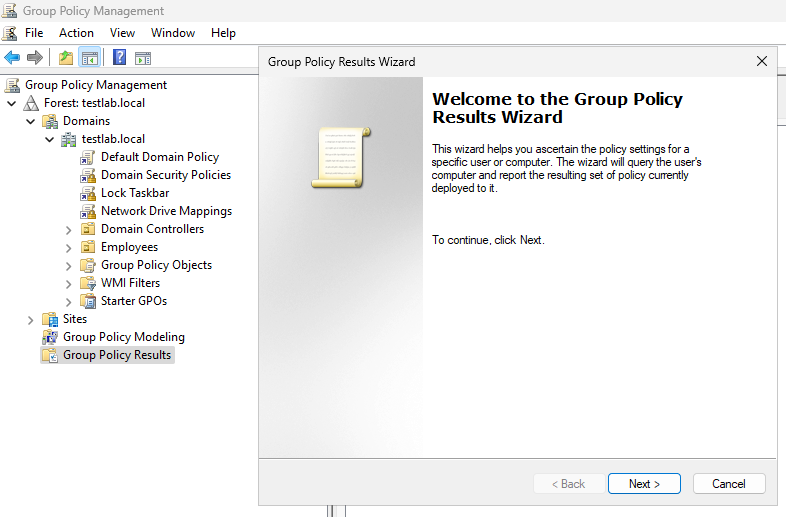 Group Policy Management
File Action View Window Help
Group Policy Management
Forest: testlab.local
Domains
testlab.local
Default Domain Policy
Domain Security Policies
Lock Taskbar
Network Drive Mappings
Domain Controllers
Employees
Group Policy Objects
WMI Filters
Starter GPOs
Sites
Group Policy Modeling
Group Policy Results
Group Policy Results Wizard
Welcome to the Group Policy
Results Wizard
This wizard helps you ascertain the policy settings for a
specific user or computer. The wizard will query the user's
computer and report the resulting set of policy currently
deployed to it.
To continue, click Next.
< Back Next > Cancel